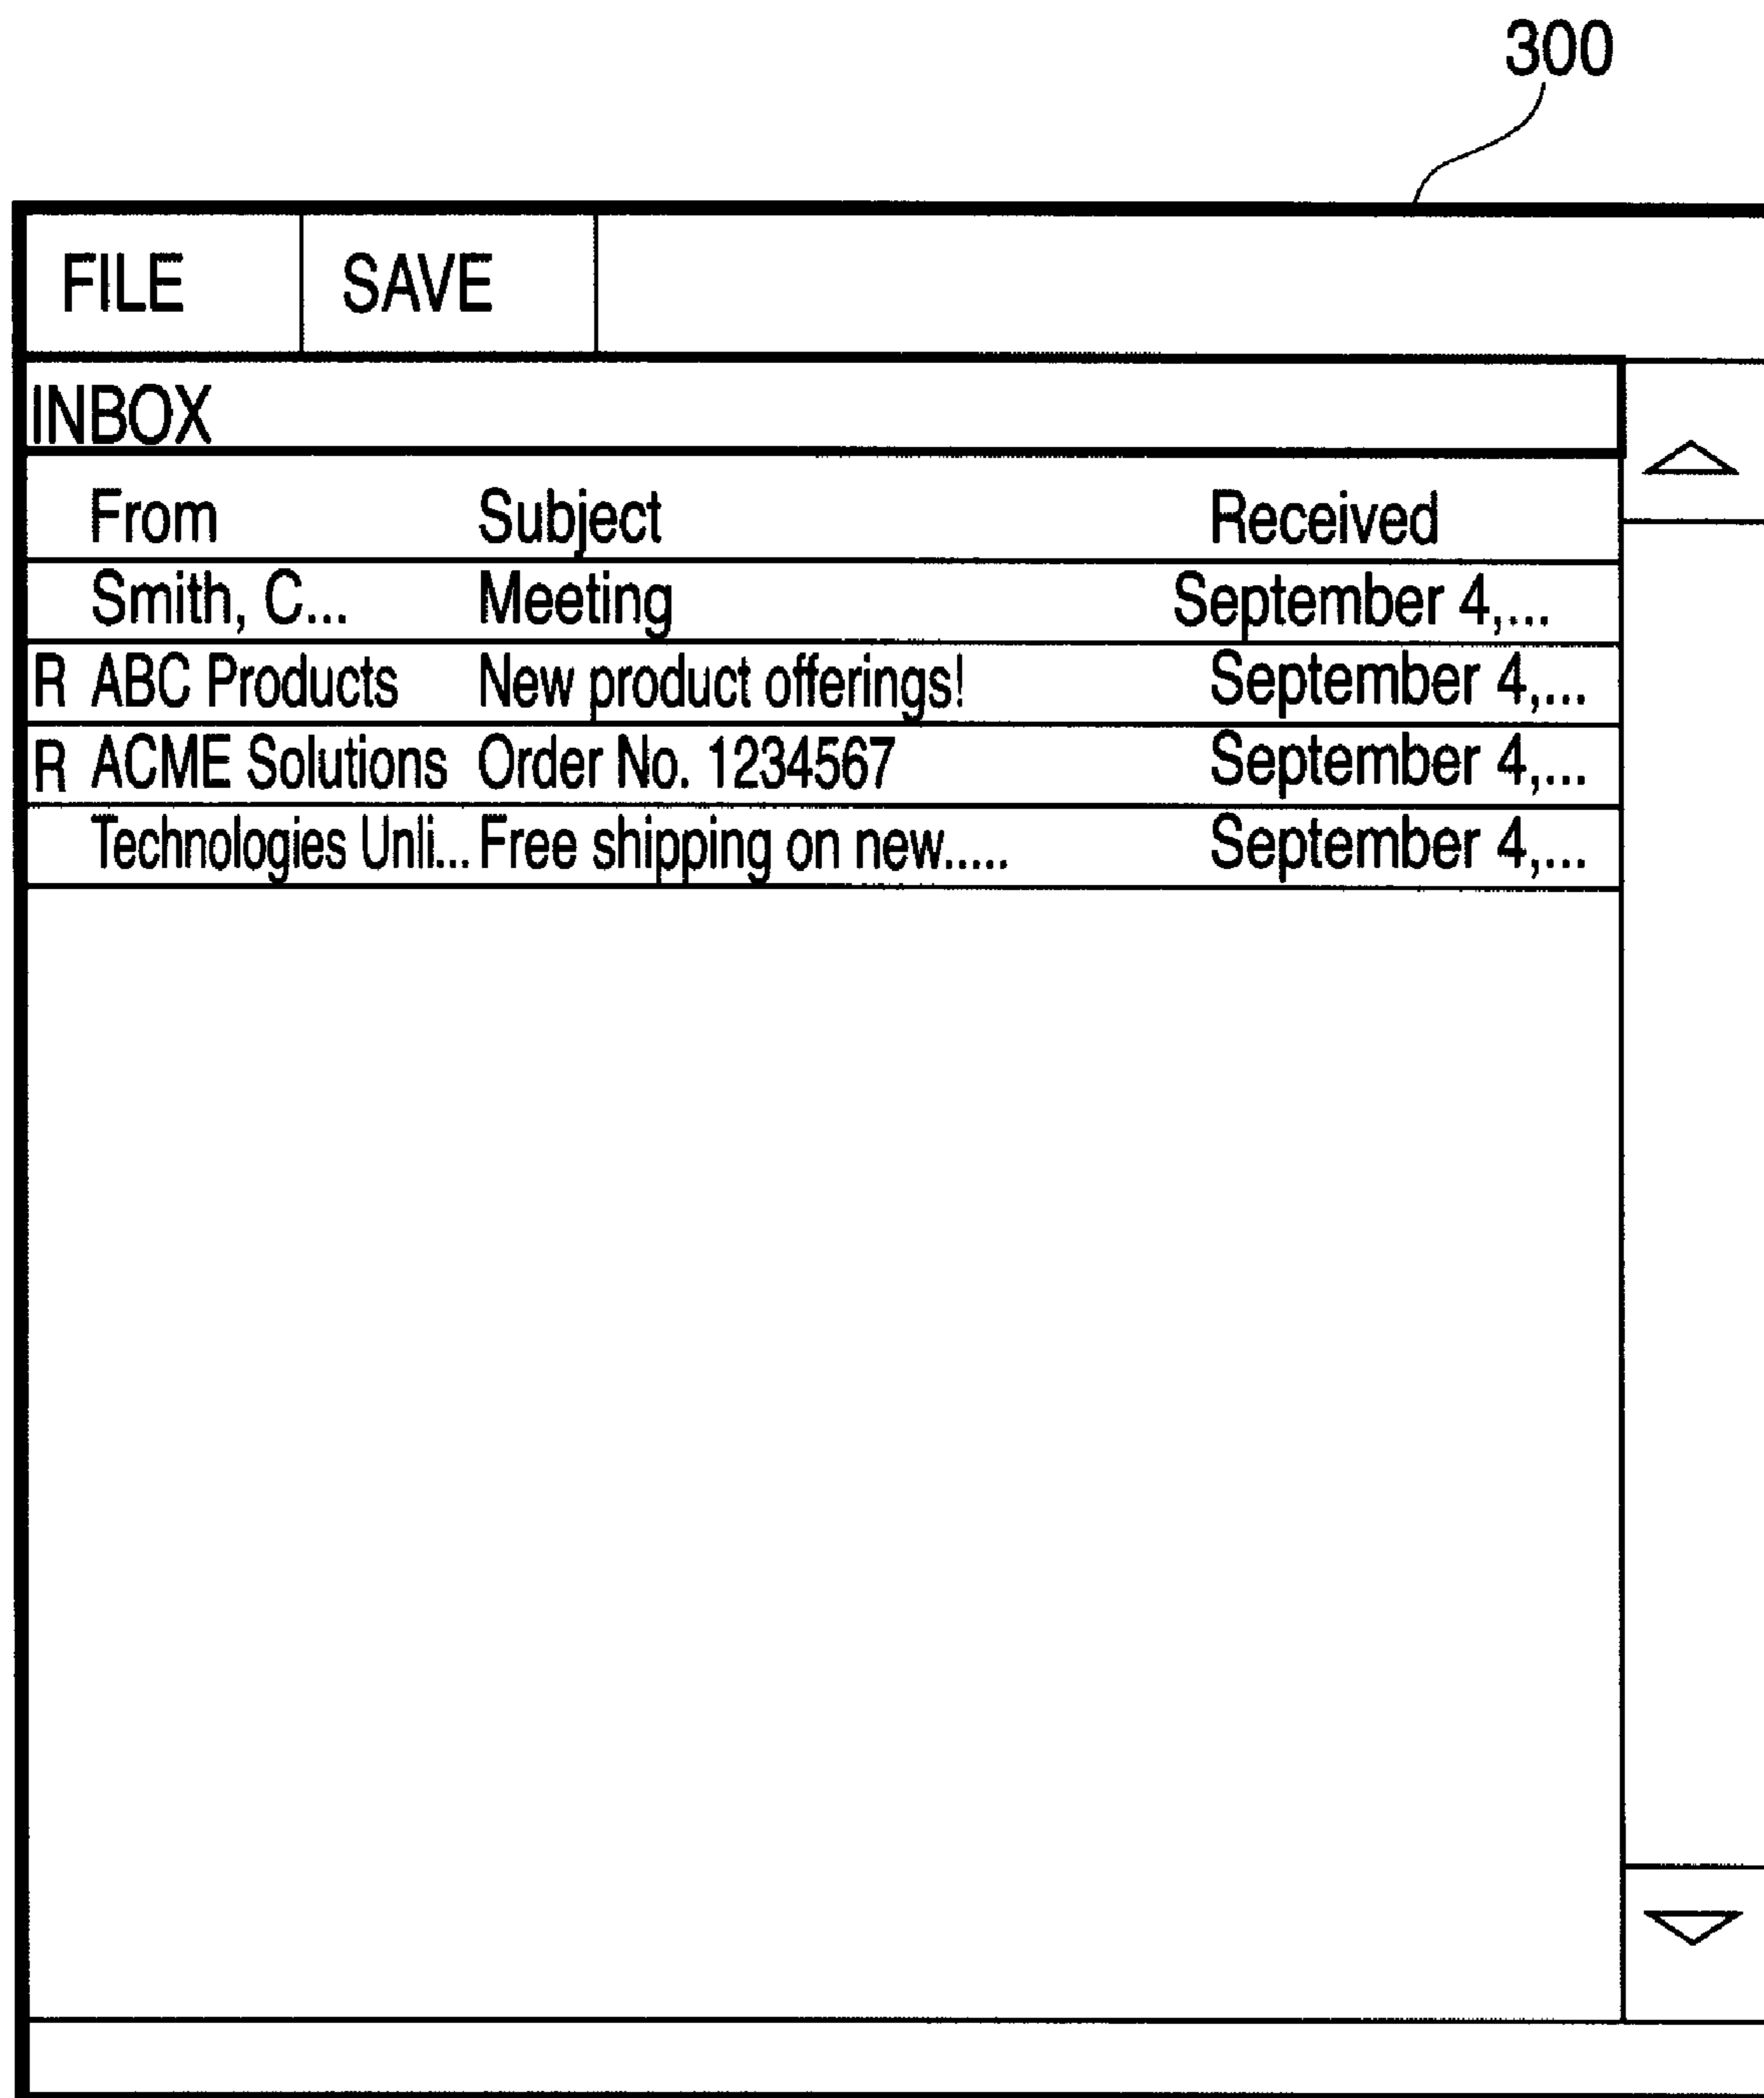 300
FILE SAVE
INBOX
From Subject Received
Smith, C... Meeting September 4,...
R ABC Products New product offerings! September 4,...
R ACME Solutions Order No. 1234567 September 4,...
Technologies Unli... Free shipping on new..... September 4,...